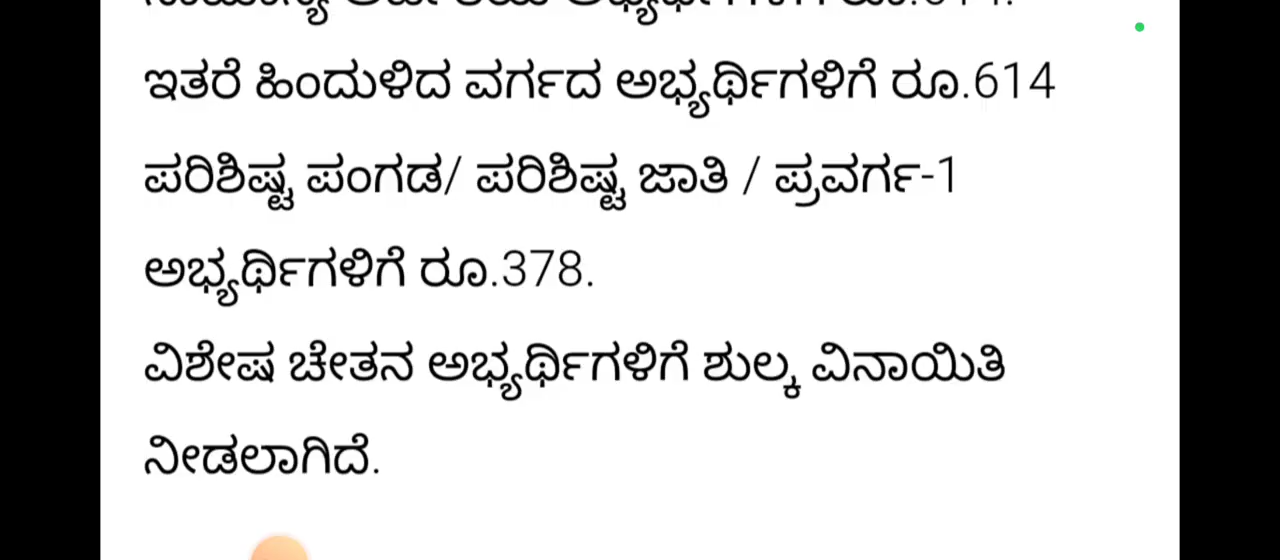 ಇತರೆ ಹಿಂದುಳಿದ ವರ್ಗದ ಅಭ್ಯರ್ಥಿಗಳಿಗೆ ರೂ.614
ಪರಿಶಿಷ್ಟ ಪಂಗಡ/ ಪರಿಶಿಷ್ಟ ಜಾತಿ / ಪ್ರವರ್ಗ-1
ಅಭ್ಯರ್ಥಿಗಳಿಗೆ ರೂ.378.
ವಿಶೇಷ ಚೇತನ ಅಭ್ಯರ್ಥಿಗಳಿಗೆ ಶುಲ್ಕ ವಿನಾಯಿತಿ
ನೀಡಲಾಗಿದೆ.